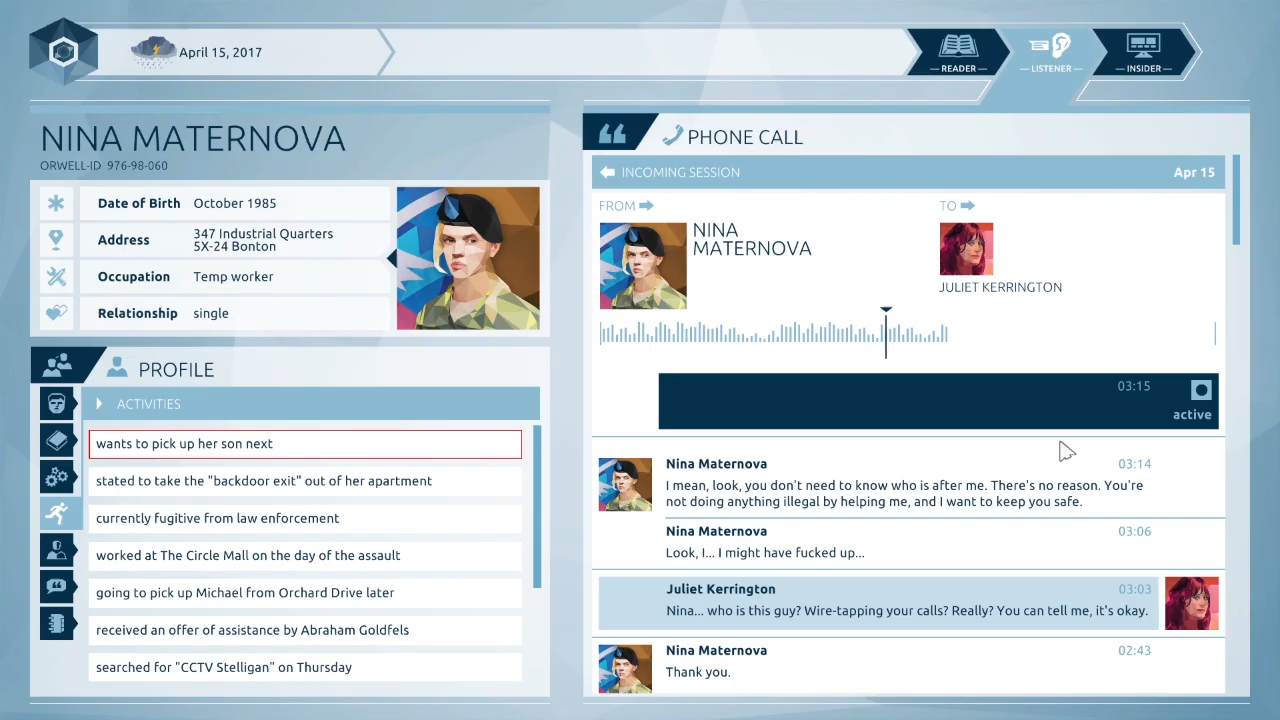 April 15, 2017
READER
LISTENER
INSIDER
NINA MATERNOVA
ORWELL-ID 976-98-060
Date of Birth October 1985
Address 347 Industrial Quarters
5X-24 Bonton
Occupation Temp worker
Relationship single
PROFILE
ACTIVITIES
wants to pick up her son next
stated to take the "backdoor exit" out of her apartment
currently fugitive from law enforcement
worked at The Circle Mall on the day of the assault
going to pick up Michael from Orchard Drive later
received an offer of assistance by Abraham Goldfels
searched for "CCTV Stelligan" on Thursday
PHONE CALL
INCOMING SESSION Apr 15
FROM
NINA
MATERNOVA
TO
JULIET KERRINGTON
03:15
active
Nina Maternova 03:14
I mean, look, you don't need to know who is after me. There's no reason. You're
not doing anything illegal by helping me, and I want to keep you safe.
Nina Maternova 03:06
Look, I... I might have fucked up...
Juliet Kerrington 03:03
Nina... who is this guy? Wire-tapping your calls? Really? You can tell me, it's okay.
Nina Maternova 02:43
Thank you.